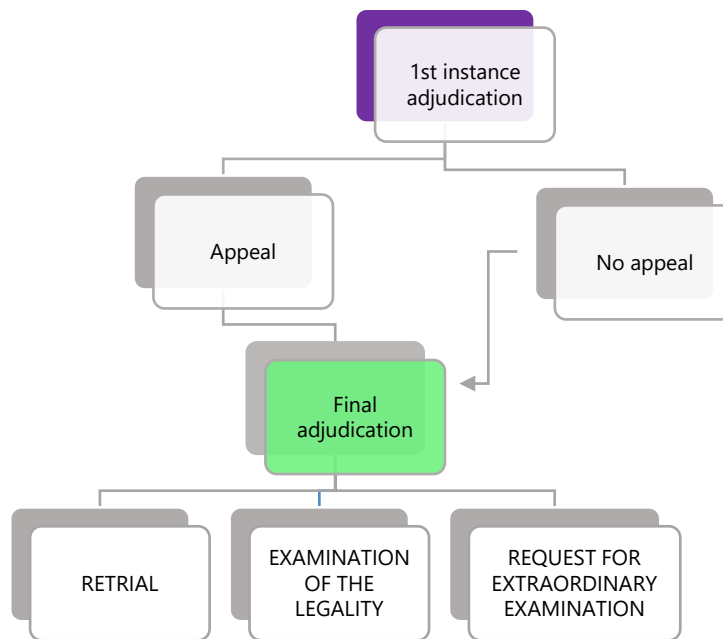 1st instance
adjudication
Appeal
No appeal
Final
adjudication
RETRIAL
EXAMINATION
OF THE
LEGALITY
REQUEST FOR
EXTRAORDINARY
EXAMINATION